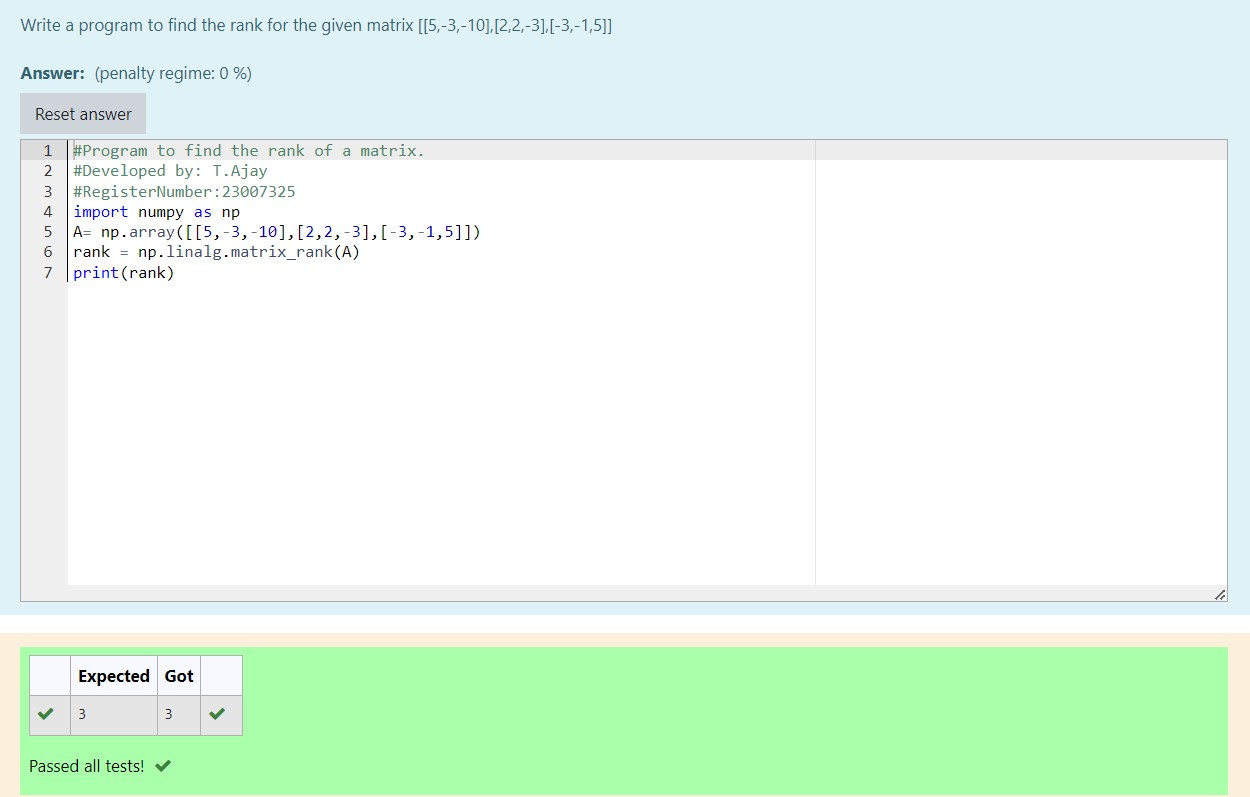 Write a program to find the rank for the given matrix [[5,-3,-10],[2,2,-3],[-3,-1,5]]
Answer: (penalty regime: 0 %)
Reset answer
1 #Program to find the rank of a matrix.
2 #Developed by: T.Ajay
3 #RegisterNumber:23007325
4 import numpy as np
5 A= np.array([[5,-3,-10],[2,2,-3],[-3,-1,5]])
6 rank = np.linalg.matrix_rank(A)
7 print(rank)
Expected Got
3 3
Passed all tests!